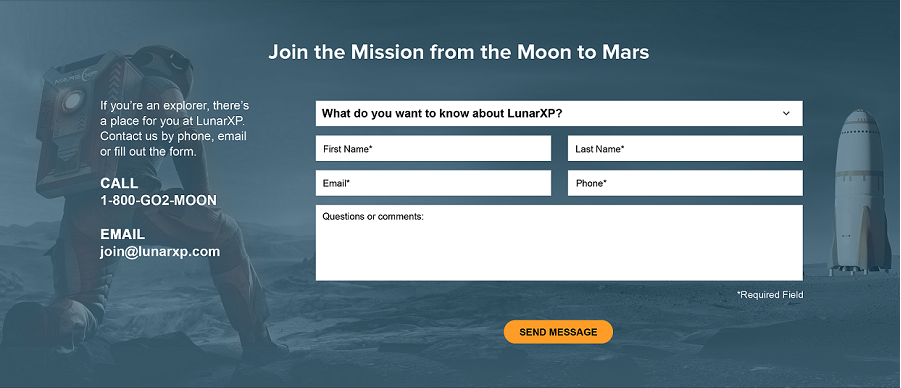 Join the Mission from the Moon to Mars
If you're an explorer, there's
a place for you at LunarXP.
Contact us by phone, email
or fill out the form.
CALL
1-800-GO2-MOON
EMAIL
join@lunarxp.com
What do you want to know about LunarXP?
First Name*
Last Name*
Email*
Phone*
Questions or comments:
*Required Field
SEND MESSAGE